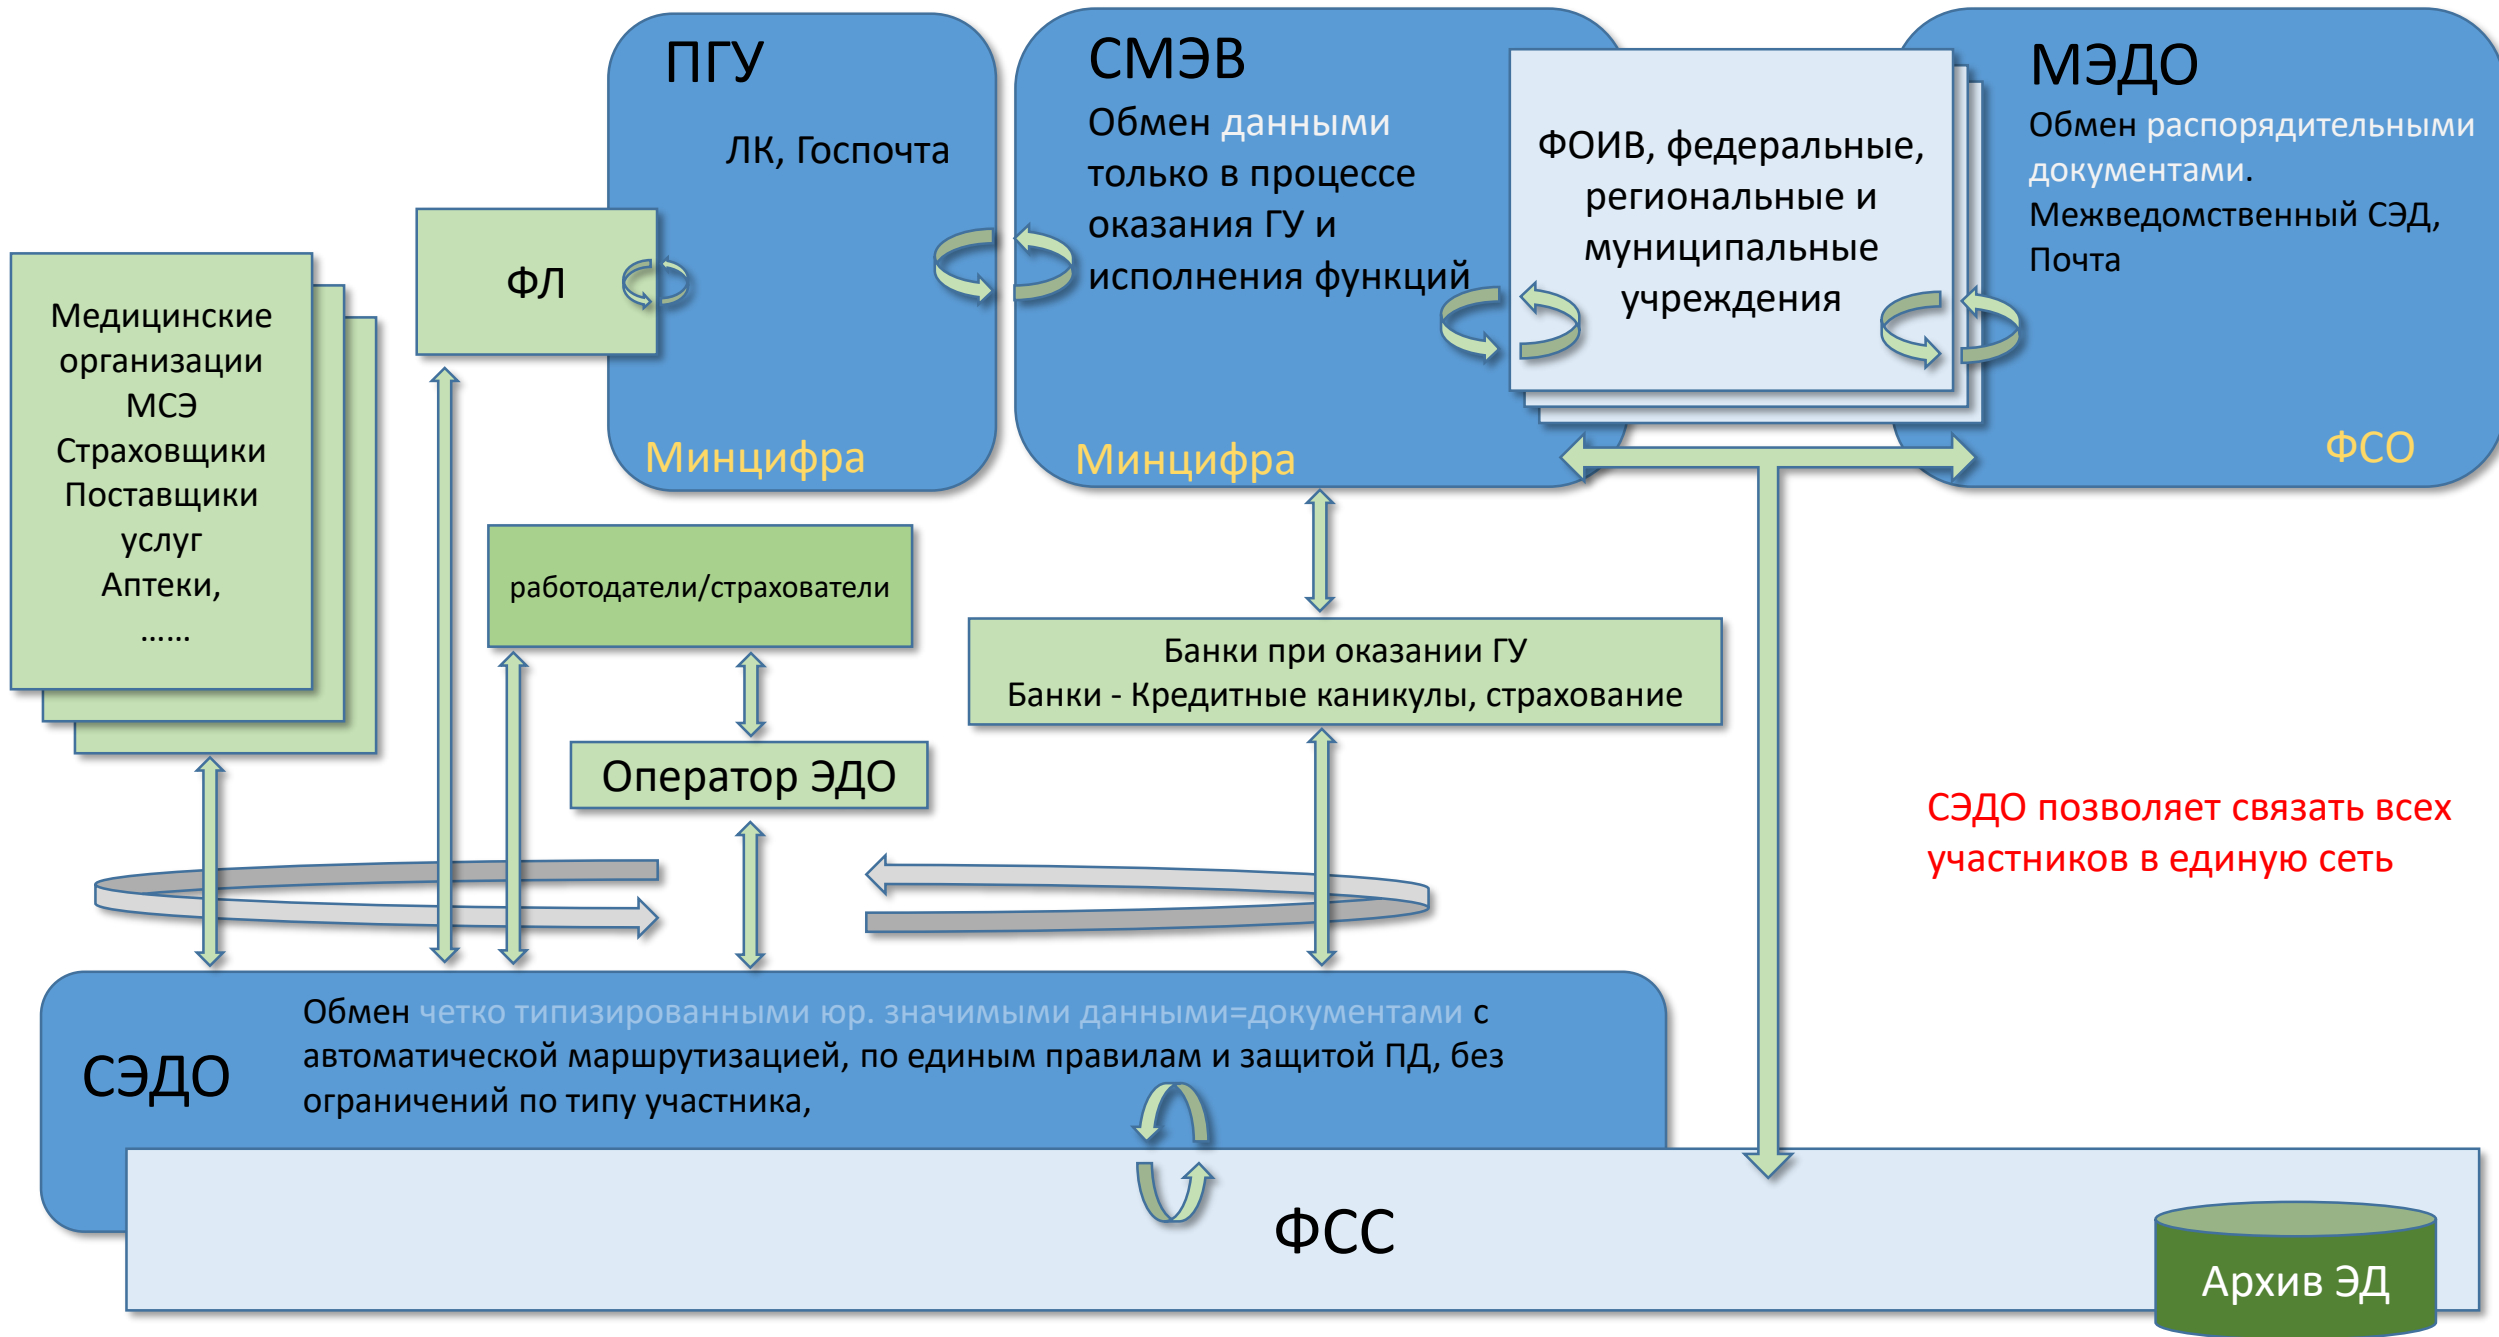 ПГУ
ЛК, Госпочта
Минцифра
СМЭВ
Обмен данными
только в процессе
оказания ГУ и
исполнения функций
Минцифра
ФОИВ, федеральные,
региональные и
муниципальные
учреждения
МЭДО
Обмен распорядительными
документами.
Межведомственный СЭД,
Почта
ФСО
ФЛ
Медицинские
организации
МСЭ
Страховщики
Поставщики
услуг
Аптеки,
......
работодатели/страхователи
Оператор ЭДО
Банки при оказании ГУ
Банки - Кредитные каникулы, страхование
СЭДО позволяет связать всех
участников в единую сеть
СЭДО
Обмен четко типизированными юр. значимыми данными=документами с
автоматической маршрутизацией, по единым правилам и защитой ПД, без
ограничений по типу участника,
ФСС
Архив ЭД